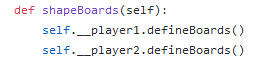 def shapeBoards(self):
    self.__player1.defineBoards()
    self.__player2.defineBoards()